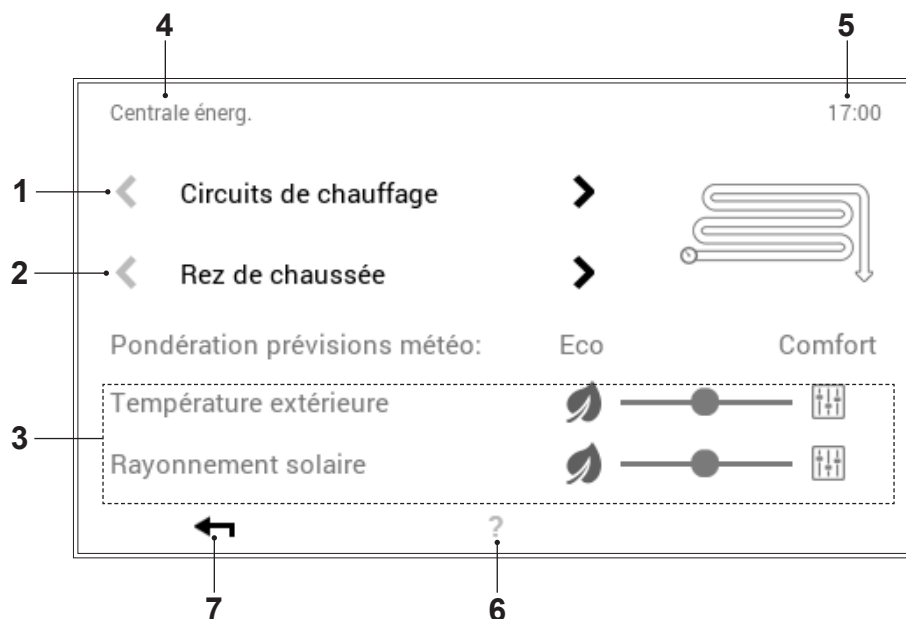 4 5
Centrale énerg. 17:00
1 Circuits de chauffage
2 Rez de chaussée
Pondération prévisions météo: Eco Comfort
Température extérieure
3
Rayonnement solaire
?
7 6